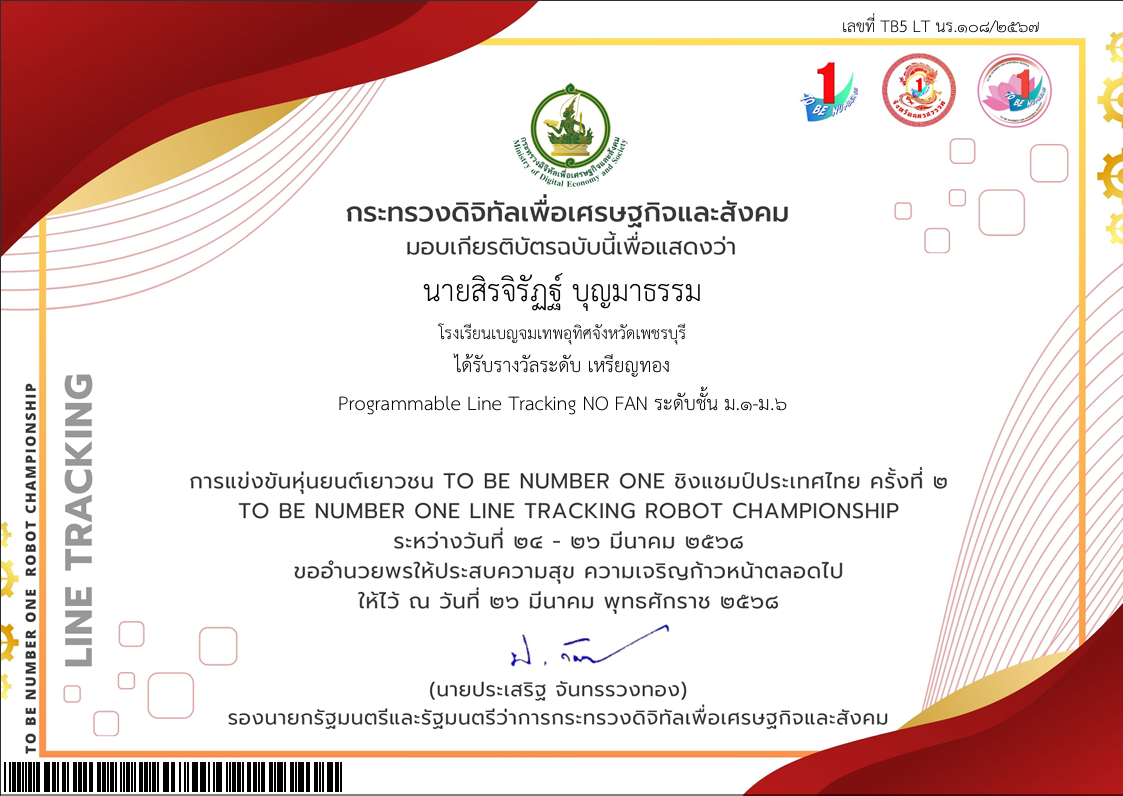 เลขที่ TB5 LT นร.๑๐๘/๒๕๖๗
1
TO BE NUMBER ONE
1
จังหวัดนครสวรรค์
1
TO BE NUMBER ONE
กระทรวงดิจิทัลเพื่อเศรษฐกิจและสังคม
Ministry of Digital Economy and Society
กระทรวงดิจิทัลเพื่อเศรษฐกิจและสังคม
มอบเกียรติบัตรฉบับนี้เพื่อแสดงว่า
นายสิรจิรัฏฐ์ บุญมาธรรม
โรงเรียนเบญจมเทพอุทิศจังหวัดเพชรบุรี
ได้รับรางวัลระดับ เหรียญทอง
Programmable Line Tracking NO FAN ระดับชั้น ม.๑-ม.๖
TO BE NUMBER ONE ROBOT CHAMPIONSHIP
LINE TRACKING
การแข่งขันหุ่นยนต์เยาวชน TO BE NUMBER ONE ชิงแชมป์ประเทศไทย ครั้งที่ ๒
TO BE NUMBER ONE LINE TRACKING ROBOT CHAMPIONSHIP
ระหว่างวันที่ ๒๔ - ๒๖ มีนาคม ๒๕๖๘
ขออำนวยพรให้ประสบความสุข ความเจริญก้าวหน้าตลอดไป
ให้ไว้ ณ วันที่ ๒๖ มีนาคม พุทธศักราช ๒๕๖๘
(นายประเสริฐ จันทรรวงทอง)
รองนายกรัฐมนตรีและรัฐมนตรีว่าการกระทรวงดิจิทัลเพื่อเศรษฐกิจและสังคม